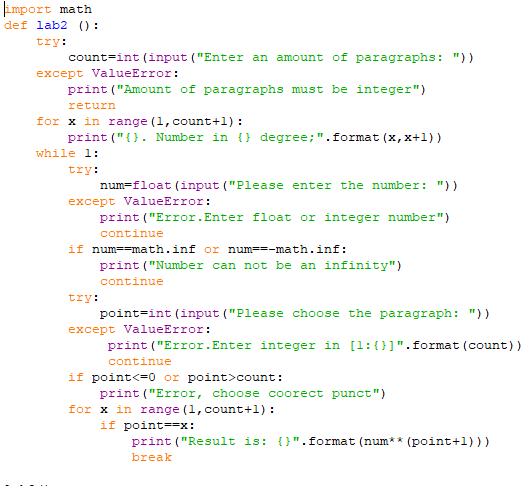 import math
def lab2 ():
    try:
        count=int(input("Enter an amount of paragraphs: "))
    except ValueError:
        print("Amount of paragraphs must be integer")
        return
    for x in range(1,count+1):
        print("{}. Number in {} degree;".format(x,x+1))
    while 1:
        try:
            num=float(input("Please enter the number: "))
        except ValueError:
            print("Error.Enter float or integer number")
            continue
        if num==math.inf or num==-math.inf:
            print("Number can not be an infinity")
            continue
        try:
            point=int(input("Please choose the paragraph: "))
        except ValueError:
             print("Error.Enter integer in [1:{}]".format(count))
             continue
        if point<=0 or point>count:
            print("Error, choose coorect punct")
        for x in range(1,count+1):
            if point==x:
                print("Result is: {}".format(num**(point+1)))
                break